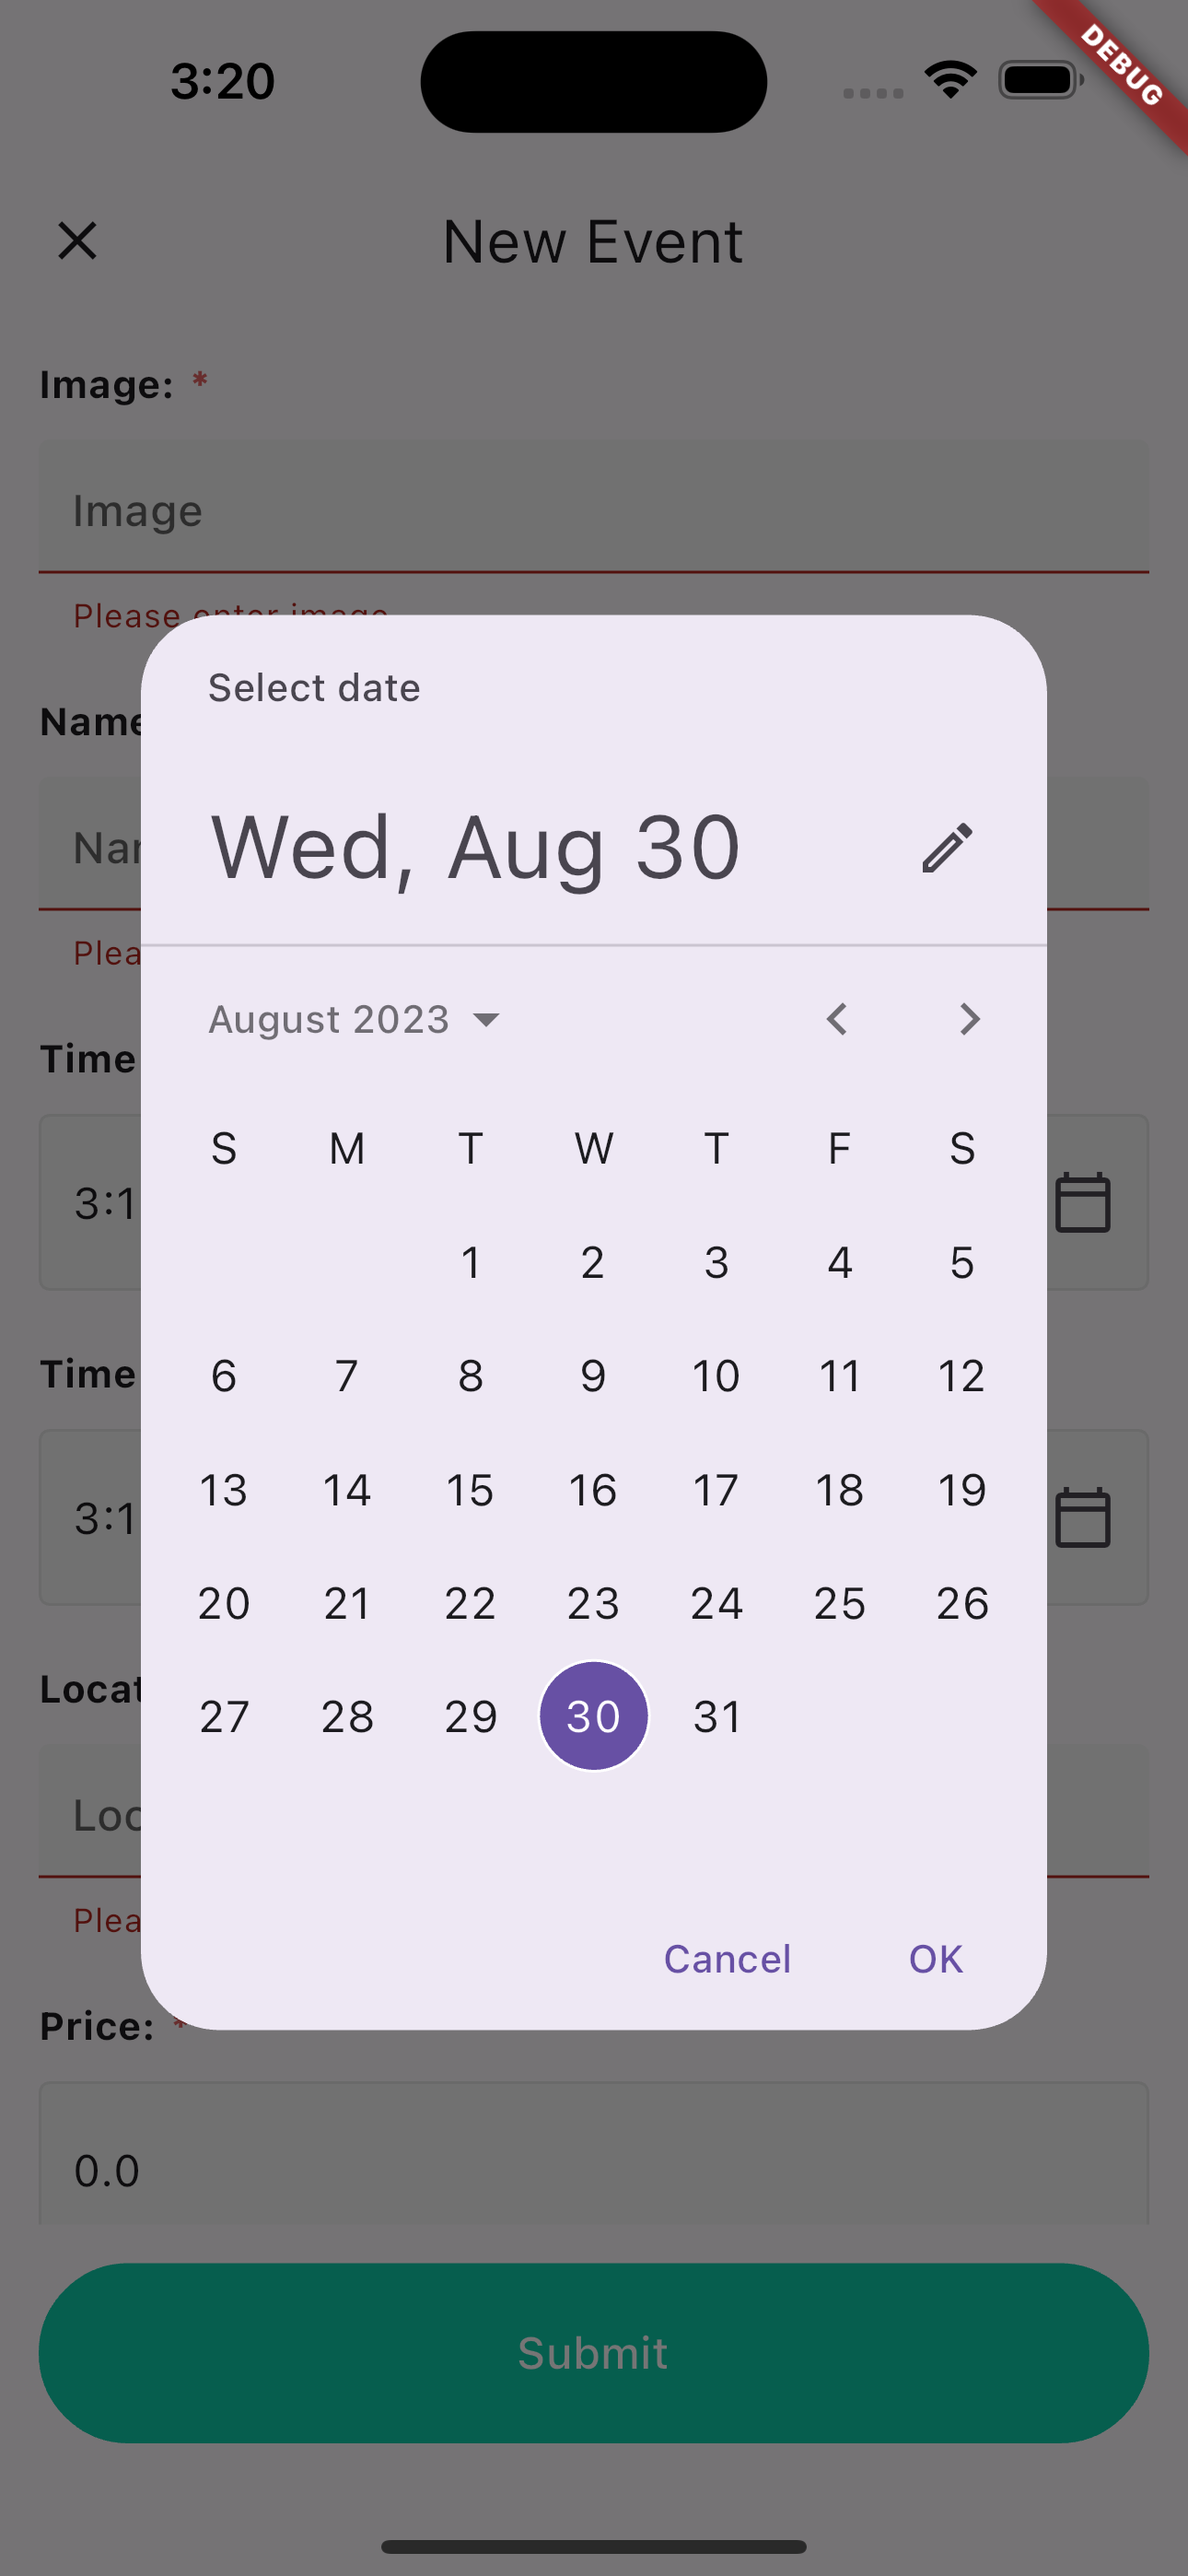 3:20
DEBUG
New Event
Image: *
Image
Please enter image
Select date
Name
Wed, Aug 30
August 2023
Time
S M T W T F S
3:1
1 2 3 4 5
6 7 8 9 10 11 12
Time
13 14 15 16 17 18 19
3:1
20 21 22 23 24 25 26
Locat
27 28 29 30 31
Loc
Plea
Cancel OK
Price: *
0.0
Submit